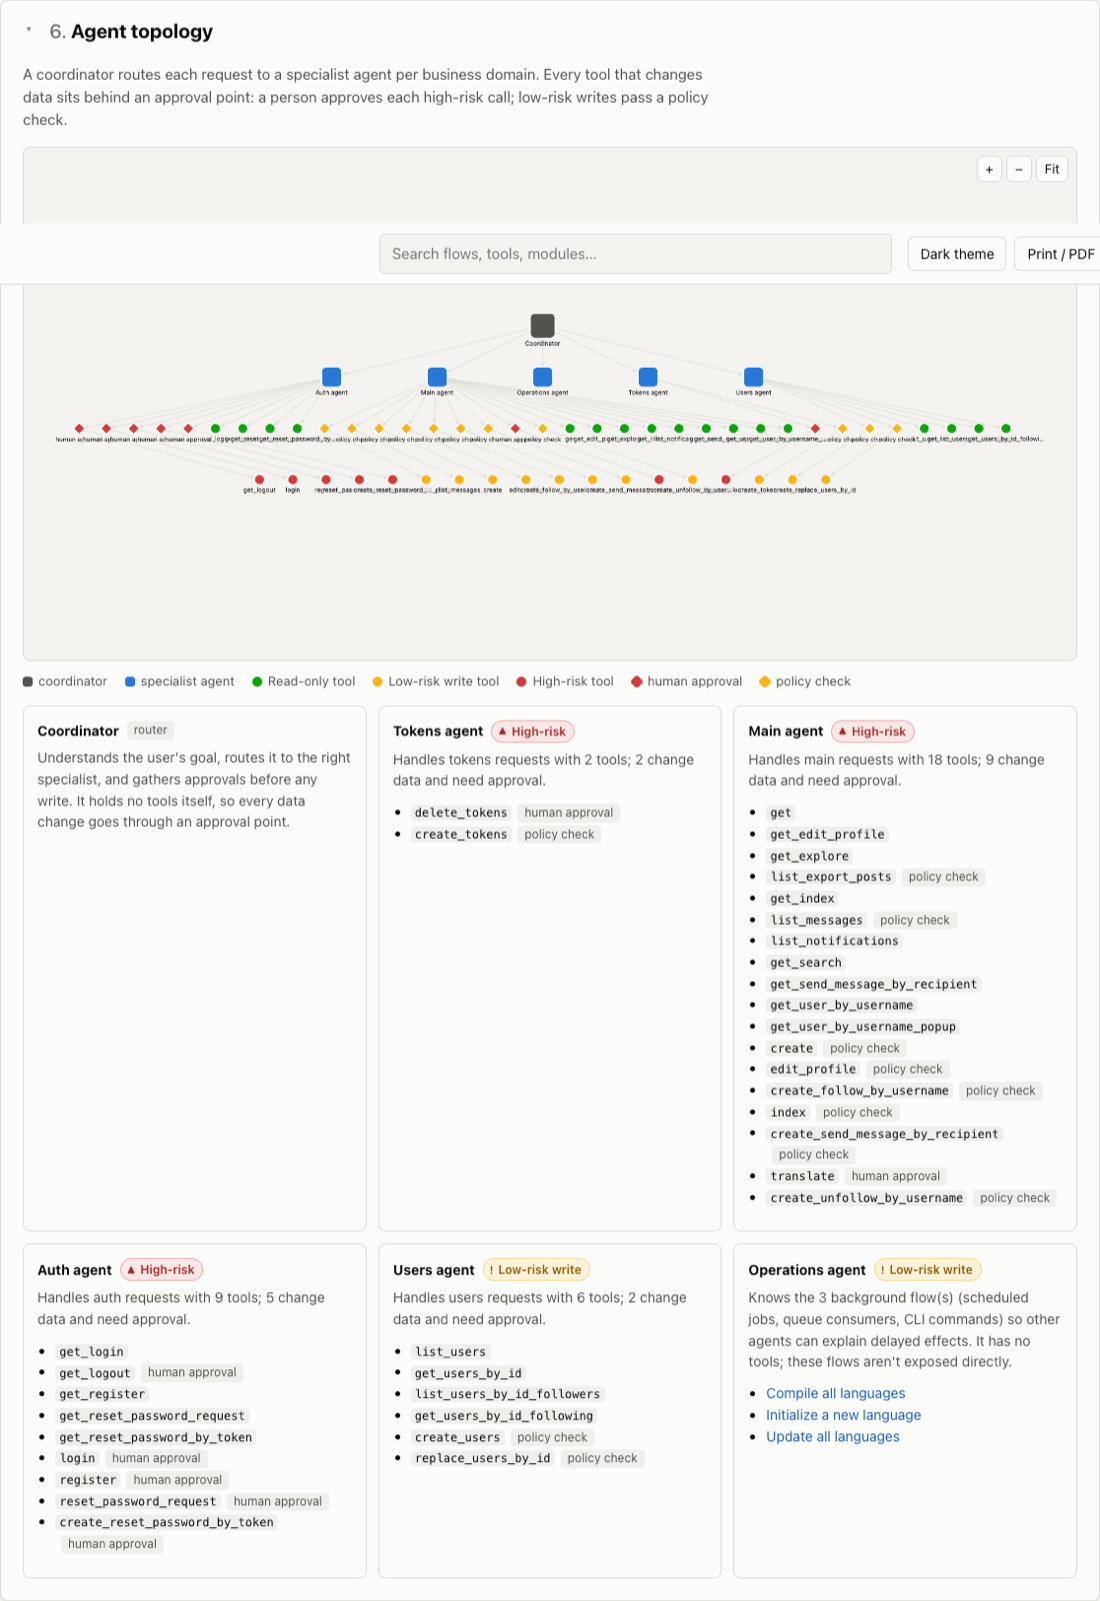 6. Agent topology
A coordinator routes each request to a specialist agent per business domain. Every tool that changes
data sits behind an approval point: a person approves each high-risk call; low-risk writes pass a policy
check.
+ − Fit
Search flows, tools, modules...
Dark theme
Print / PDF
Coordinator
Auth agent
Main agent
Operations agent
Tokens agent
Users agent
get_logout
login
create
coordinator
specialist agent
Read-only tool
Low-risk write tool
High-risk tool
human approval
policy check
Coordinator router
Understands the user's goal, routes it to the right
specialist, and gathers approvals before any
write. It holds no tools itself, so every data
change goes through an approval point.
Tokens agent ▲ High-risk
Handles tokens requests with 2 tools; 2 change
data and need approval.
delete_tokens human approval
create_tokens policy check
Main agent ▲ High-risk
Handles main requests with 18 tools; 9 change
data and need approval.
get
get_edit_profile
get_explore
list_export_posts policy check
get_index
list_messages policy check
list_notifications
get_search
get_send_message_by_recipient
get_user_by_username
get_user_by_username_popup
create policy check
edit_profile policy check
create_follow_by_username policy check
index policy check
create_send_message_by_recipient
policy check
translate human approval
create_unfollow_by_username policy check
Auth agent ▲ High-risk
Handles auth requests with 9 tools; 5 change
data and need approval.
get_login
get_logout human approval
get_register
get_reset_password_request
get_reset_password_by_token
login human approval
register human approval
reset_password_request human approval
create_reset_password_by_token
human approval
Users agent ! Low-risk write
Handles users requests with 6 tools; 2 change
data and need approval.
list_users
get_users_by_id
list_users_by_id_followers
get_users_by_id_following
create_users policy check
replace_users_by_id policy check
Operations agent ! Low-risk write
Knows the 3 background flow(s) (scheduled
jobs, queue consumers, CLI commands) so other
agents can explain delayed effects. It has no
tools; these flows aren't exposed directly.
Compile all languages
Initialize a new language
Update all languages